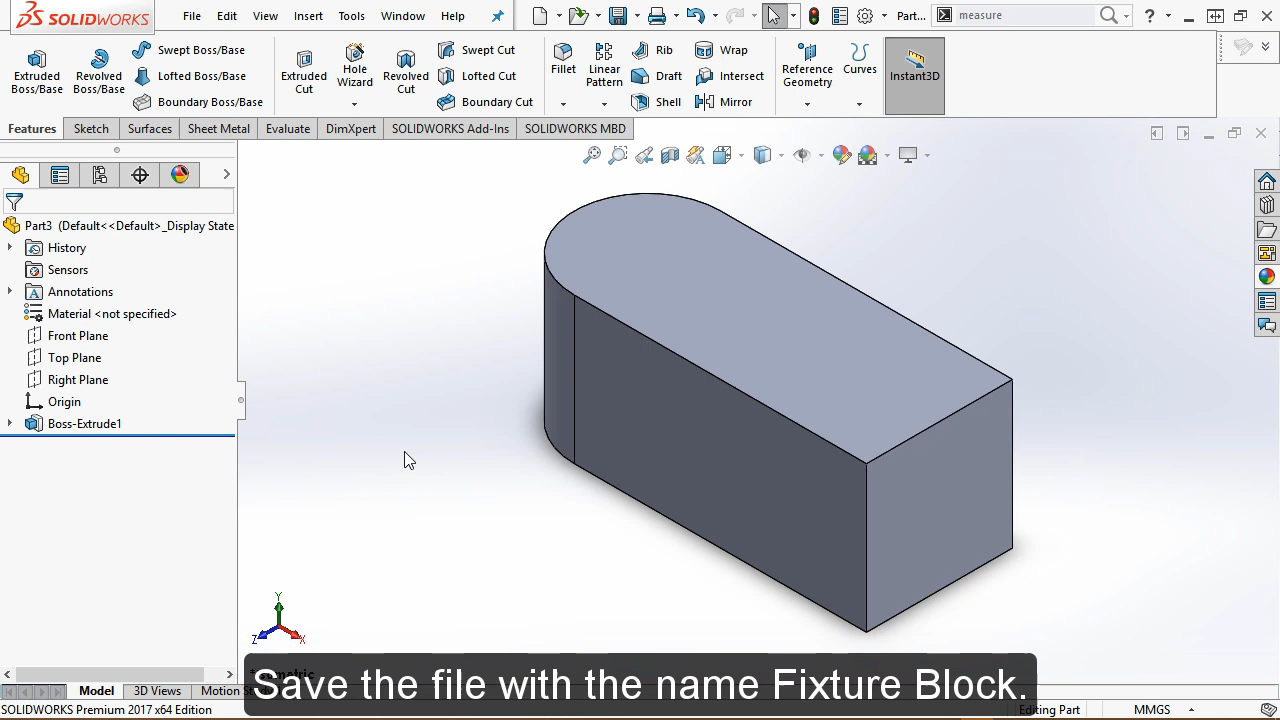 SOLIDWORKS File Edit View Insert Tools Window Help Part... measure
Extruded Boss/Base
Revolved Boss/Base
Swept Boss/Base
Lofted Boss/Base
Boundary Boss/Base
Extruded Cut
Hole Wizard
Revolved Cut
Swept Cut
Lofted Cut
Boundary Cut
Fillet
Linear Pattern
Rib
Draft
Shell
Wrap
Intersect
Mirror
Reference Geometry
Curves
Instant3D
Features Sketch Surfaces Sheet Metal Evaluate DimXpert SOLIDWORKS Add-Ins SOLIDWORKS MBD
Part3 (Default<<Default>_Display State
History
Sensors
Annotations
Material <not specified>
Front Plane
Top Plane
Right Plane
Origin
Boss-Extrude1
Y
Z X
Save the file with the name Fixture Block.
Model 3D Views Motion
SOLIDWORKS Premium 2017 x64 Edition Editing Part MMGS